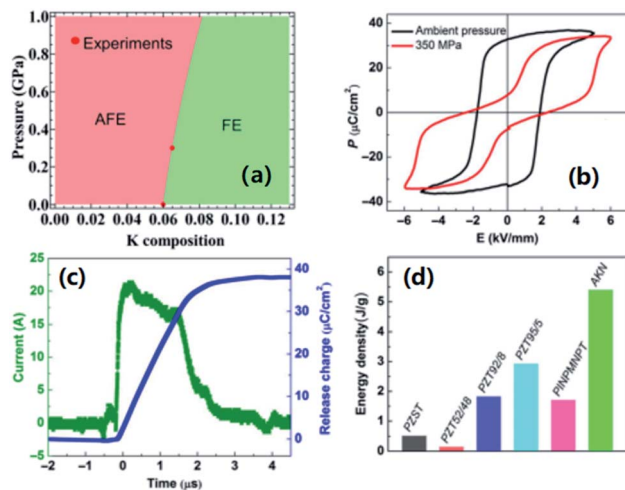 1.0
0.8
0.6
0.4
0.2
0.0
Pressure (GPa)
Experiments
AFE
FE
(a)
0.00 0.02 0.04 0.06 0.08 0.10 0.12
K composition
40
20
0
−20
−40
P (μC/cm²)
Ambient pressure
350 MPa
(b)
−6 −4 −2 0 2 4 6
E (kV/mm)
(c)
25
20
15
10
5
0
Current (A)
40
30
20
10
0
Release charge (μC/cm²)
−2 −1 0 1 2 3 4
Time (μs)
(d)
6
5
4
3
2
1
0
Energy density(J/g)
PZST
PZT52/48
PZT92/8
PZT95/5
PINPMNPT
AKN